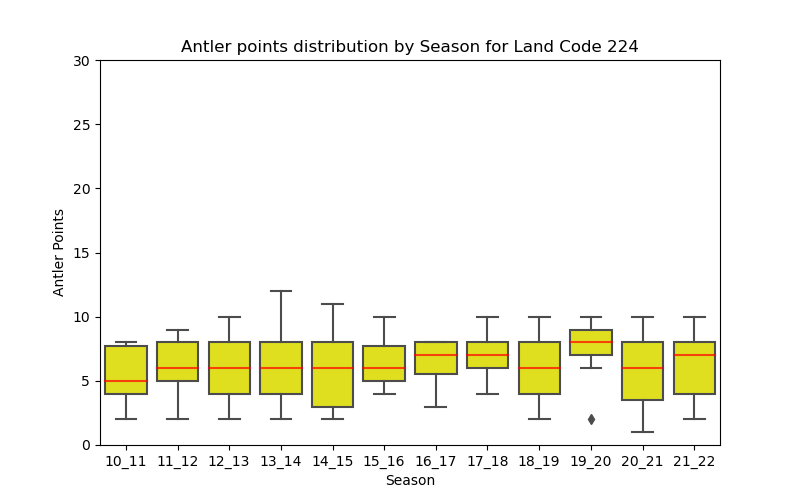 Antler points distribution by Season for Land Code 224
30
25
20
15
10
5
0
Antler Points
10_11 11_12 12_13 13_14 14_15 15_16 16_17 17_18 18_19 19_20 20_21 21_22
Season